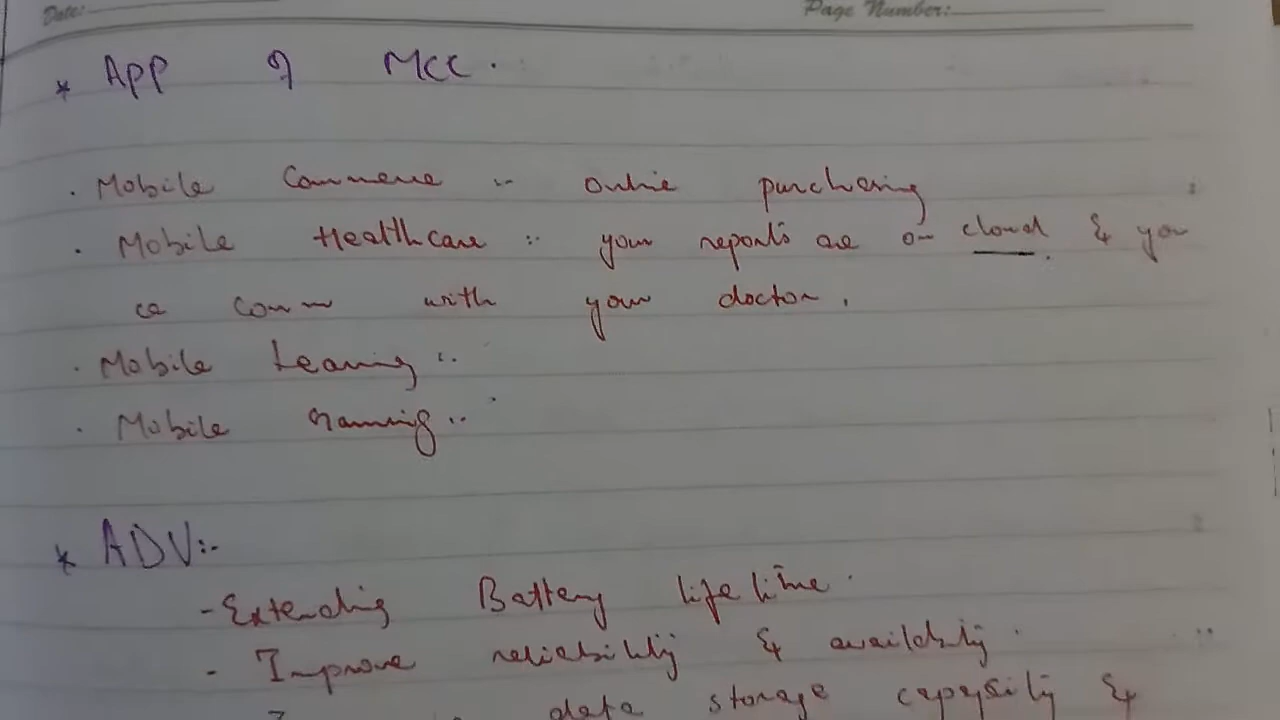 Date: Page Number:
* APP of MCC.
. Mobile Commerce :- online purchasing
. Mobile Healthcare :- your reports are on cloud & you
ca comm with your doctor.
. Mobile Learning :-
. Mobile Gaming :-
* ADV:-
- Extending Battery life time.
- Improve reliability & availability.
data storage capacity &